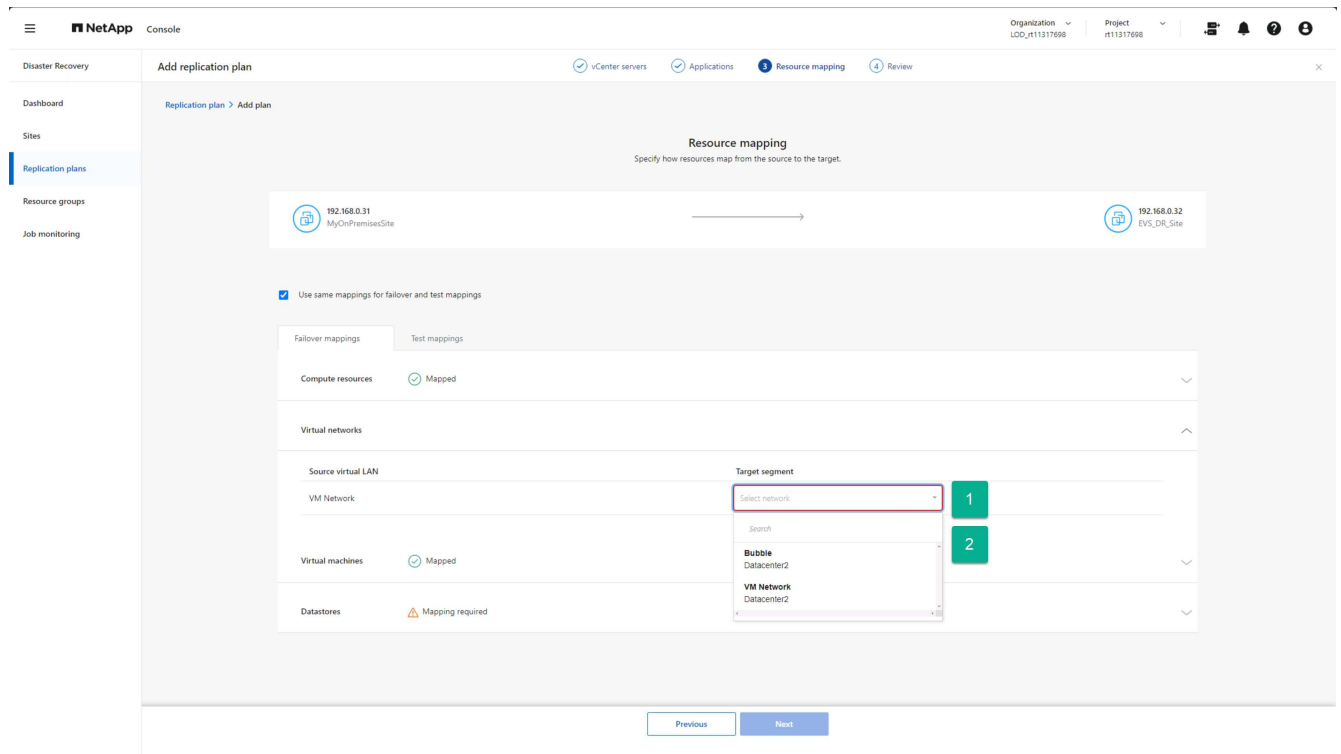 NetApp Console
Organization
LOD_rt11317698
Project
rt11317698
Disaster Recovery
Add replication plan
vCenter servers
Applications
3 Resource mapping
4 Review
Dashboard
Sites
Replication plans
Resource groups
Job monitoring
Replication plan > Add plan
Resource mapping
Specify how resources map from the source to the target.
192.168.0.31
MyOnPremisesSite
192.168.0.32
EVS_DR_Site
Use same mappings for failover and test mappings
Failover mappings
Test mappings
Compute resources
Mapped
Virtual networks
Source virtual LAN
Target segment
VM Network
Select network
1
Search
2
Bubble
Datacenter2
VM Network
Datacenter2
Virtual machines
Mapped
Datastores
Mapping required
Previous
Next